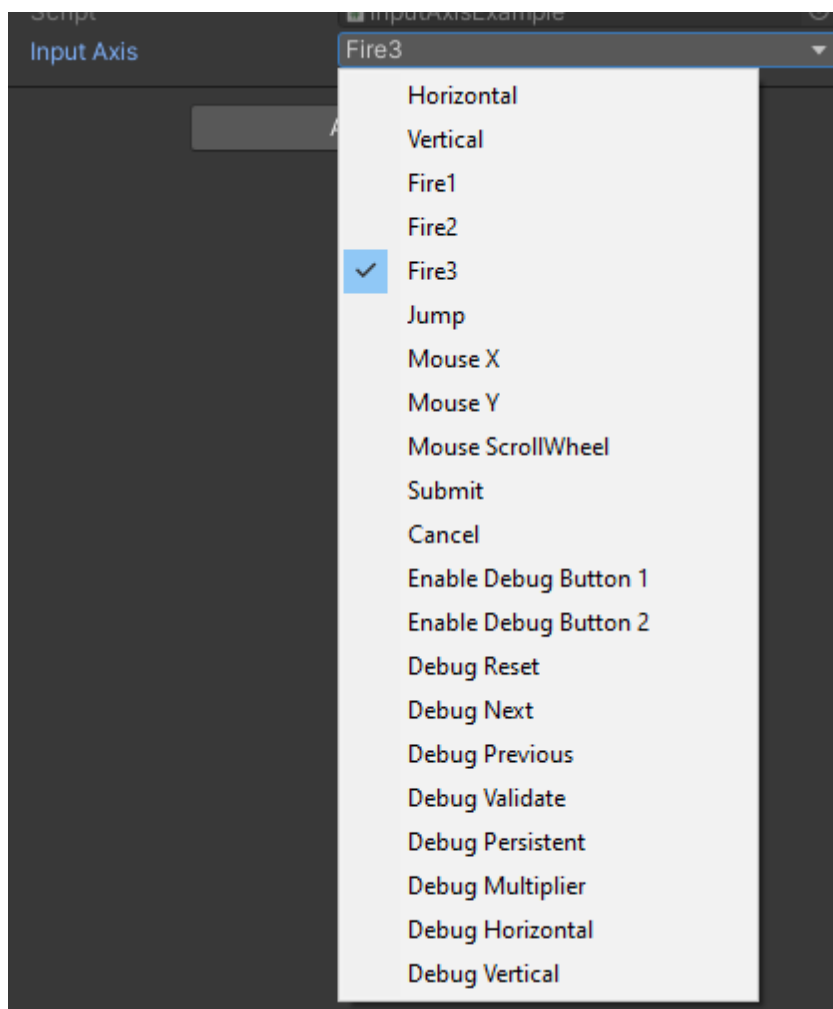 Script InputAxisExample
Input Axis Fire3
Horizontal
Vertical
Fire1
Fire2
Fire3
Jump
Mouse X
Mouse Y
Mouse ScrollWheel
Submit
Cancel
Enable Debug Button 1
Enable Debug Button 2
Debug Reset
Debug Next
Debug Previous
Debug Validate
Debug Persistent
Debug Multiplier
Debug Horizontal
Debug Vertical